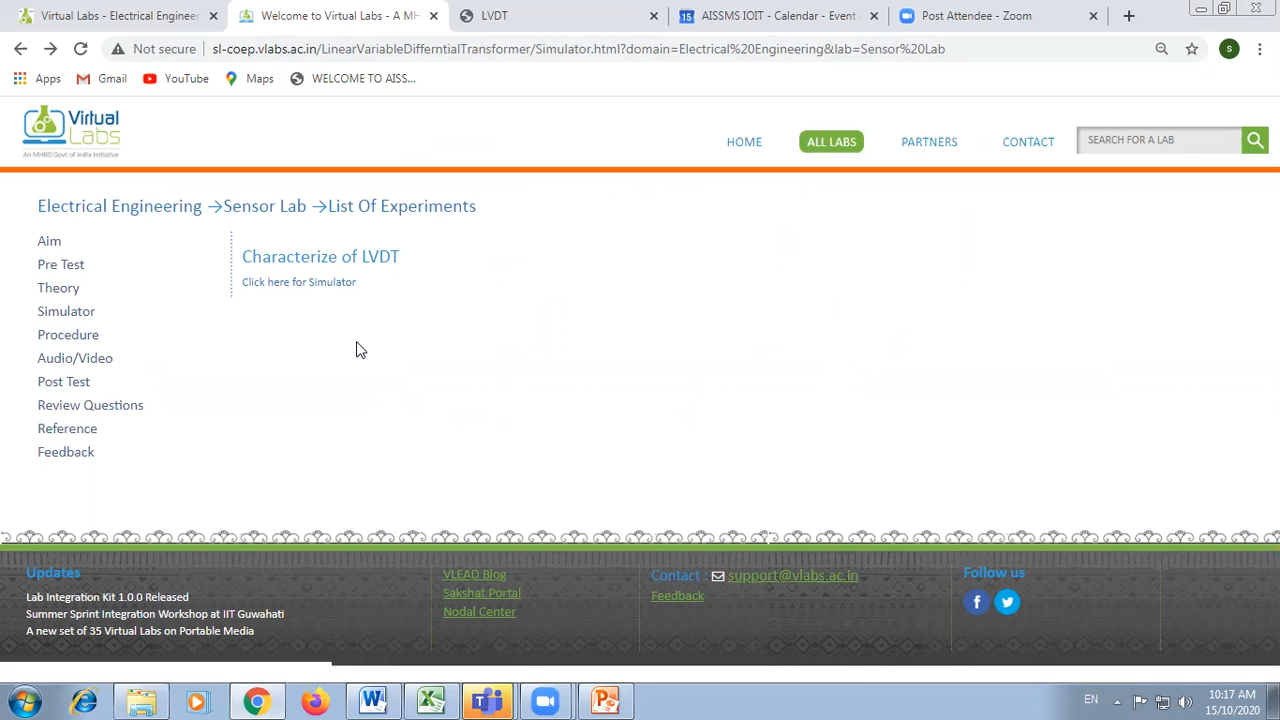 Virtual Labs - Electrical Engineer
Welcome to Virtual Labs - A MH
LVDT
AISSMS IOIT - Calendar - Event
Post Attendee - Zoom
Not secure
sl-coep.vlabs.ac.in/LinearVariableDifferntialTransformer/Simulator.html?domain=Electrical%20Engineering&lab=Sensor%20Lab
S
Apps
Gmail
YouTube
Maps
WELCOME TO AISS...
Virtual
Labs
An MHRD Govt of India Initiative
HOME
ALL LABS
PARTNERS
CONTACT
SEARCH FOR A LAB
Electrical Engineering →Sensor Lab →List Of Experiments
Aim
Pre Test
Theory
Simulator
Procedure
Audio/Video
Post Test
Review Questions
Reference
Feedback
Characterize of LVDT
Click here for Simulator
Updates
Lab Integration Kit 1.0.0 Released
Summer Sprint Integration Workshop at IIT Guwahati
A new set of 35 Virtual Labs on Portable Media
VLEAD Blog
Sakshat Portal
Nodal Center
Contact : support@vlabs.ac.in
Feedback
Follow us
EN
10:17 AM
15/10/2020